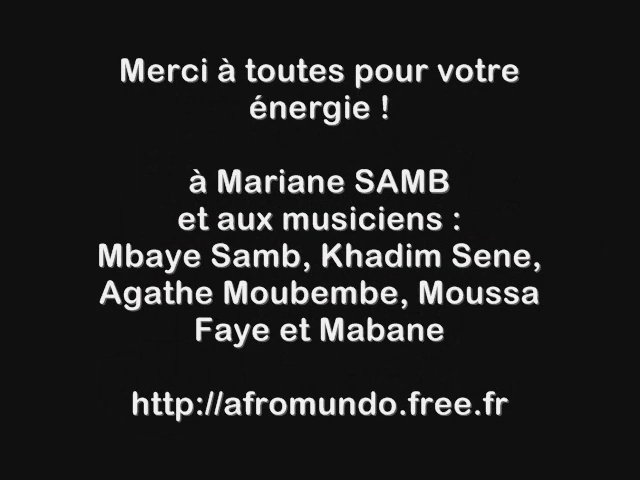 Merci à toutes pour votre
énergie !
à Mariane SAMB
et aux musiciens :
Mbaye Samb, Khadim Sene,
Agathe Moubembe, Moussa
Faye et Mabane
http://afromundo.free.fr